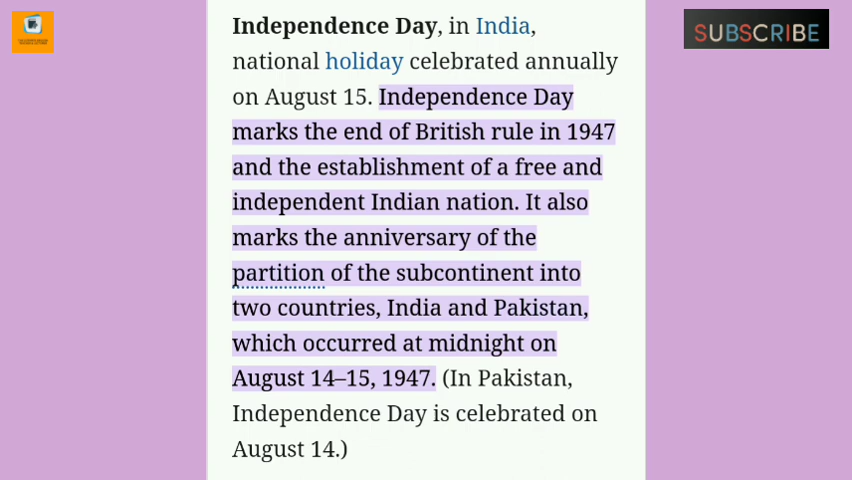 Independence Day, in India,
national holiday celebrated annually
on August 15. Independence Day
marks the end of British rule in 1947
and the establishment of a free and
independent Indian nation. It also
marks the anniversary of the
partition of the subcontinent into
two countries, India and Pakistan,
which occurred at midnight on
August 14–15, 1947. (In Pakistan,
Independence Day is celebrated on
August 14.)
SUBSCRIBE